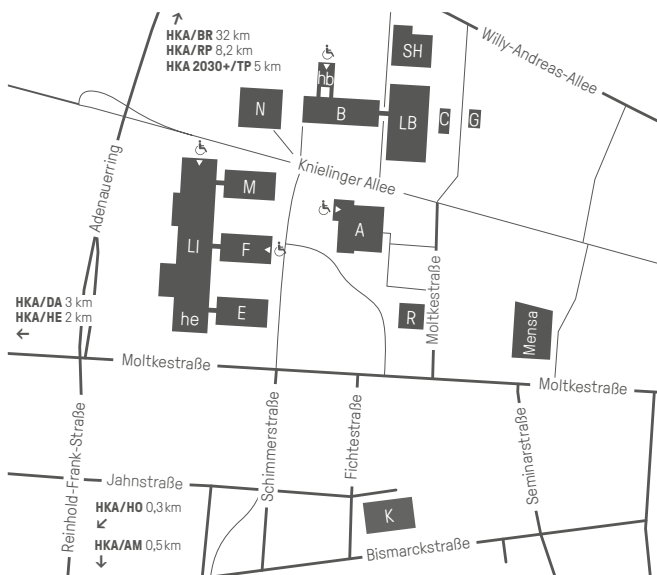 HKA/BR 32 km
HKA/RP 8,2 km
HKA 2030+/TP 5 km
Willy-Andreas-Allee
SH
hb
N
B
LB
C
G
Knielinger Allee
Adenauerring
M
A
LI
F
HKA/DA 3 km
HKA/HE 2 km
he
E
R
Moltkestraße
Mensa
Moltkestraße
Moltkestraße
Reinhold-Frank-Straße
Schimmerstraße
Fichtestraße
Seminarstraße
Jahnstraße
HKA/HO 0,3 km
K
HKA/AM 0,5 km
Bismarckstraße